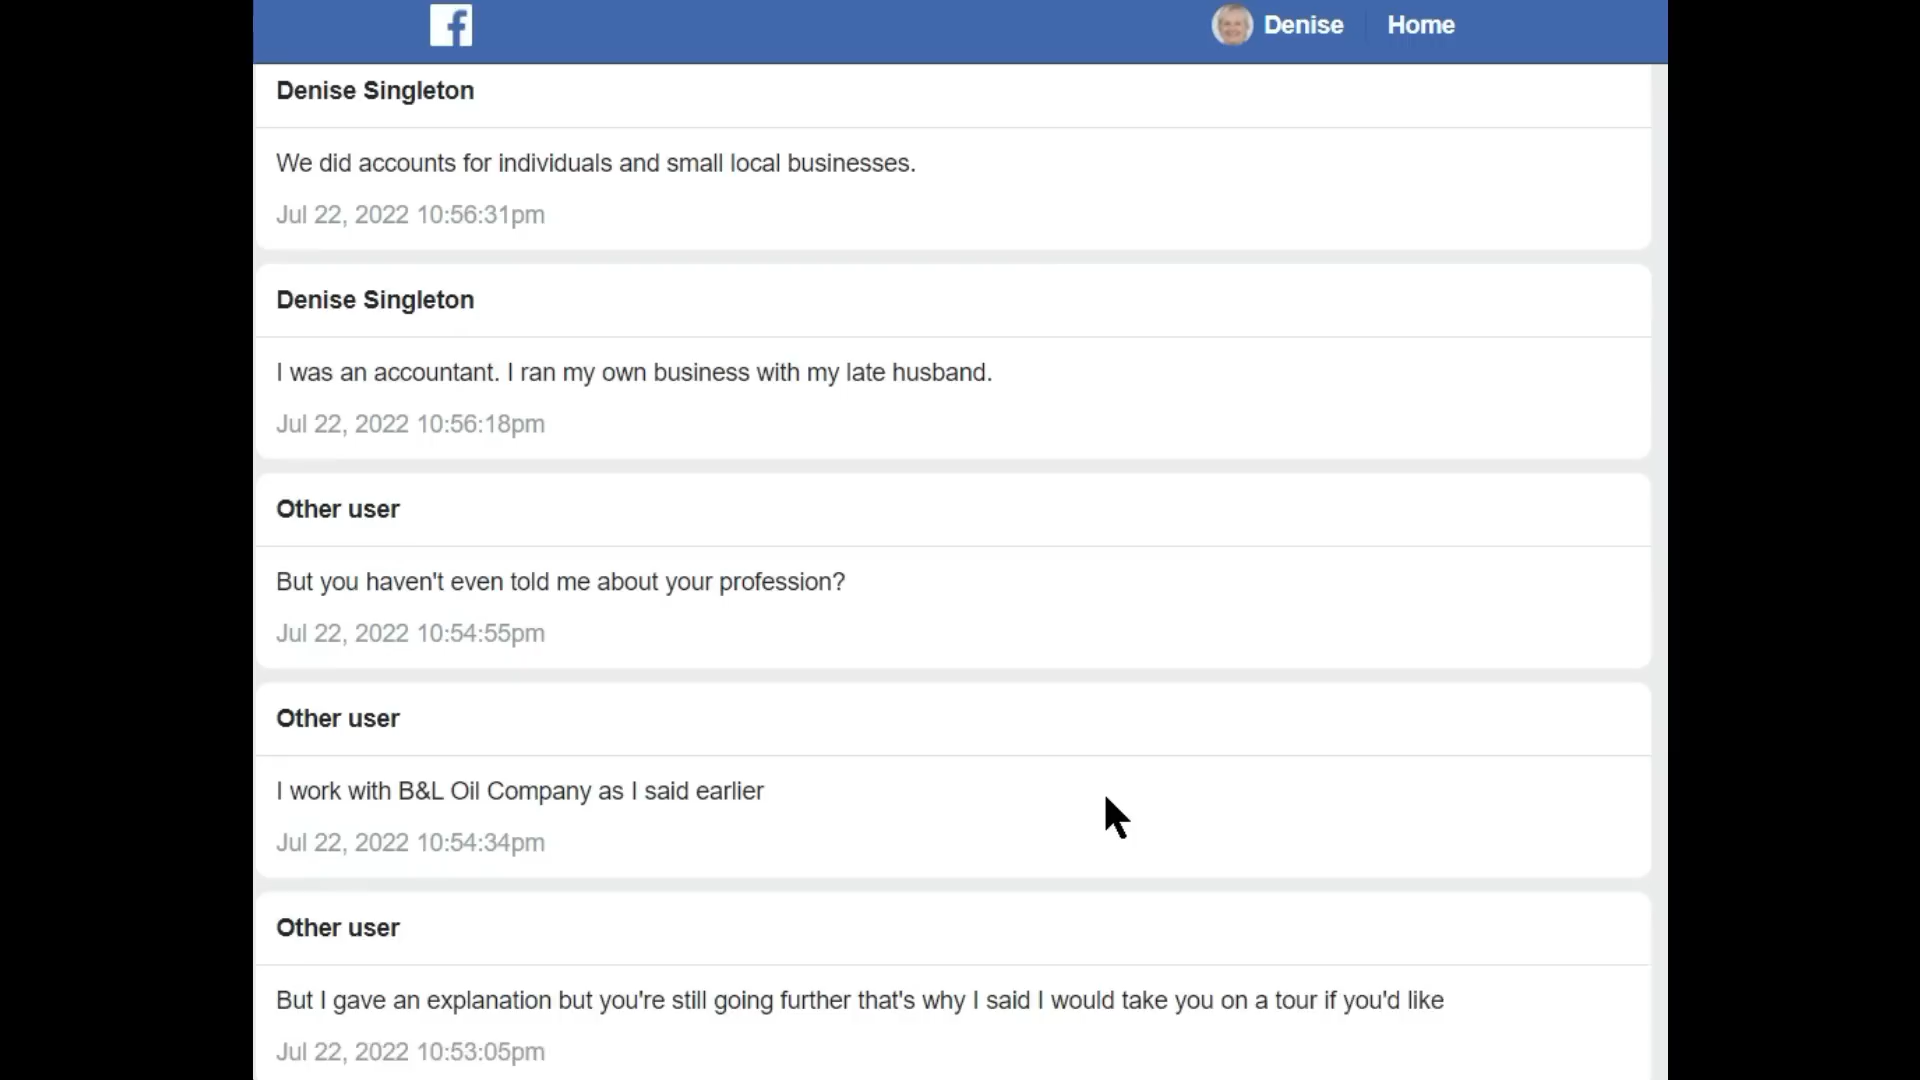 Denise
Home
Denise Singleton
We did accounts for individuals and small local businesses.
Jul 22, 2022 10:56:31pm
Denise Singleton
I was an accountant. I ran my own business with my late husband.
Jul 22, 2022 10:56:18pm
Other user
But you haven't even told me about your profession?
Jul 22, 2022 10:54:55pm
Other user
I work with B&L Oil Company as I said earlier
Jul 22, 2022 10:54:34pm
Other user
But I gave an explanation but you're still going further that's why I said I would take you on a tour if you'd like
Jul 22, 2022 10:53:05pm